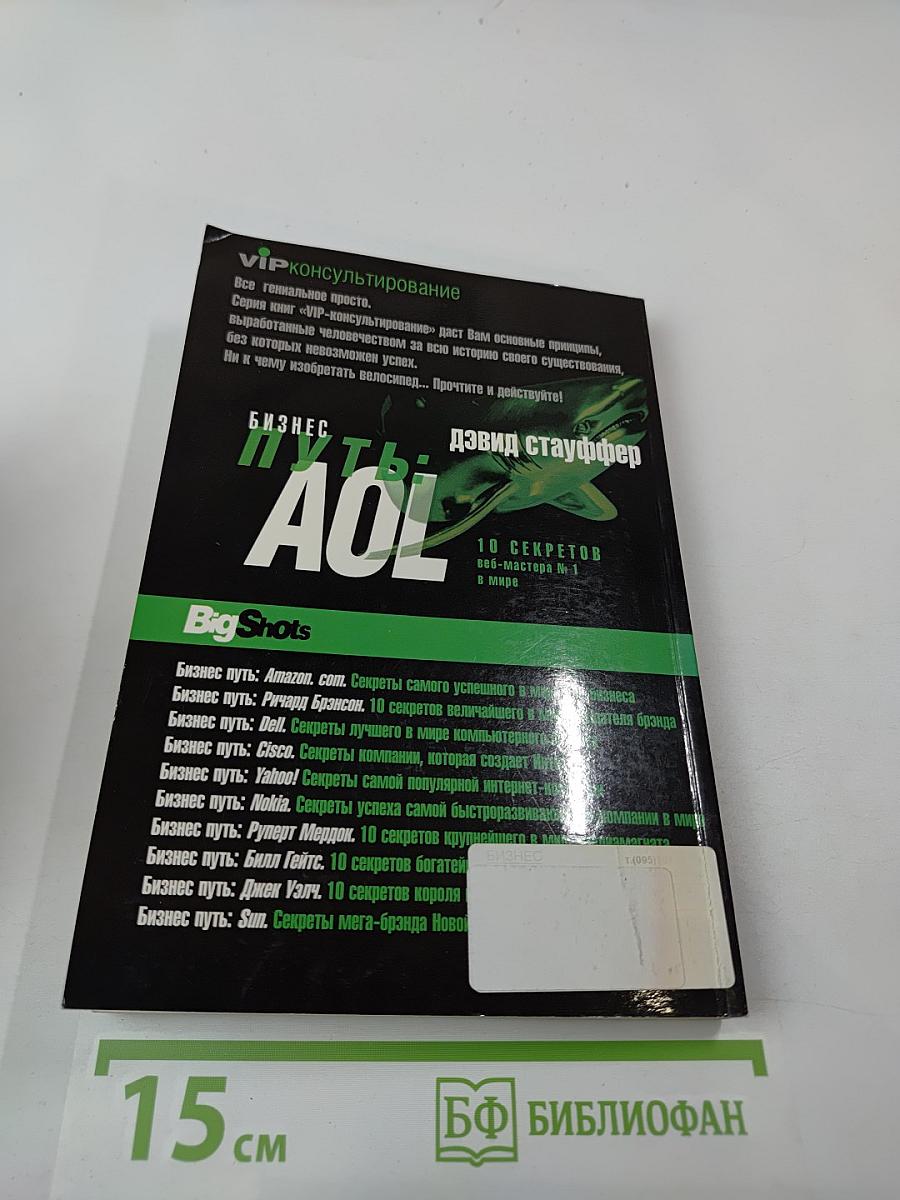 VIPконсультирование
Все гениальное просто.
Серия книг «VIP-консультирование» даст Вам основные принципы,
выработанные человечеством за всю историю своего существования,
без которых невозможен успех.
Ни к чему изобретать велосипед... Прочтите и действуйте!
БИЗНЕС
ПУТЬ:
AOL
ДЭВИД СТАУФФЕР
10 СЕКРЕТОВ
веб-мастера № 1
в мире
BigShots
Бизнес путь: Amazon. com. Секреты самого успешного в бизнеса
Бизнес путь: Ричард Брэнсон. 10 секретов величайшего в брэнда
Бизнес путь: Dell. Секреты лучшего в мире компьютерного
Бизнес путь: Cisco. Секреты компании, которая создает
Бизнес путь: Yahoo! Секреты самой популярной
Бизнес путь: Nokia. Секреты успеха самой компании в
Бизнес путь: Руперт Мердок. 10 секретов крупнейшего в
Бизнес путь: Билл Гейтс. 10 секретов
Бизнес путь: Джек Уэлч. 10 секретов короля
Бизнес путь: Sun. Секреты мега-брэнда Новой
БИЗНЕС
т.(095)
15 см
БФ БИБЛИОФАН